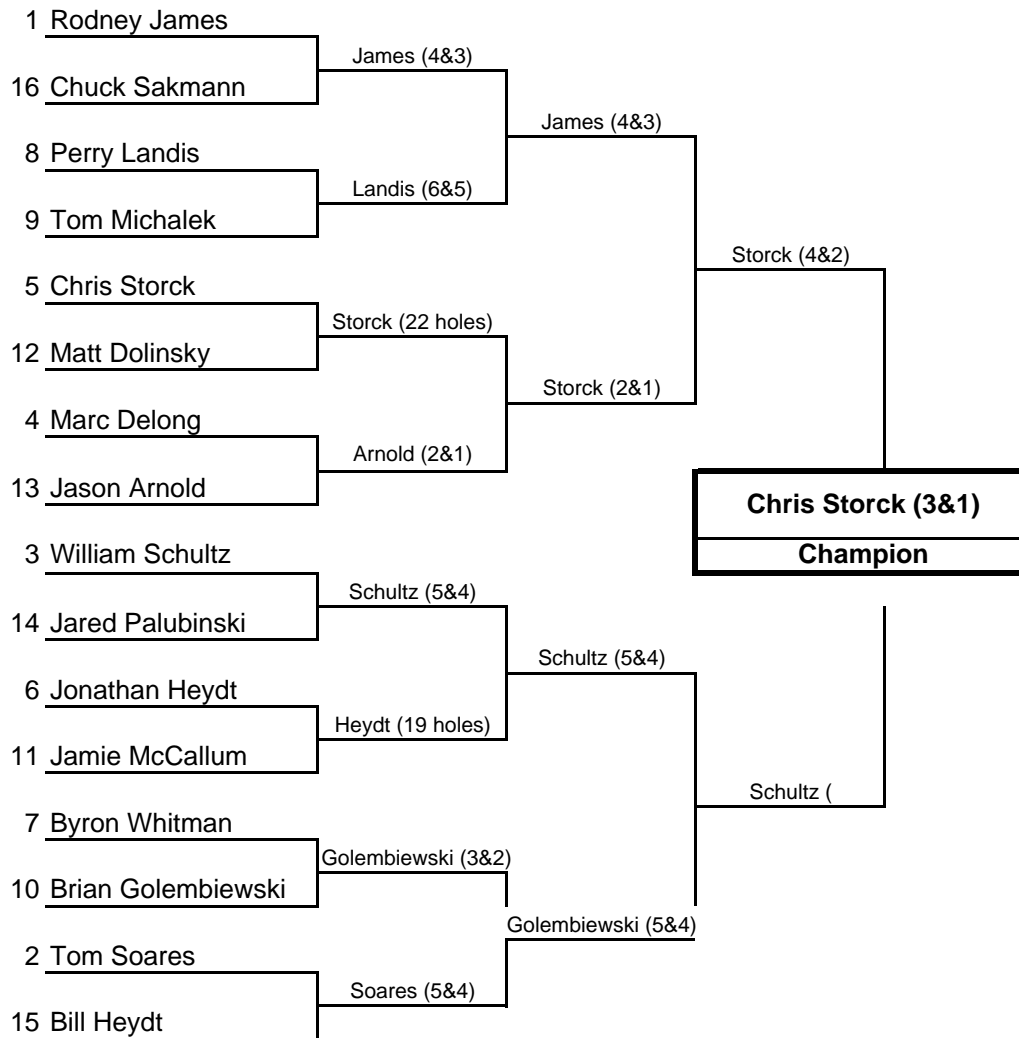 1 Rodney James
James (4&3)
16 Chuck Sakmann
James (4&3)
8 Perry Landis
Landis (6&5)
9 Tom Michalek
Storck (4&2)
5 Chris Storck
Storck (22 holes)
12 Matt Dolinsky
Storck (2&1)
4 Marc Delong
Arnold (2&1)
13 Jason Arnold
Chris Storck (3&1)
3 William Schultz
Champion
Schultz (5&4)
14 Jared Palubinski
Schultz (5&4)
6 Jonathan Heydt
Heydt (19 holes)
11 Jamie McCallum
Schultz (
7 Byron Whitman
Golembiewski (3&2)
10 Brian Golembiewski
Golembiewski (5&4)
2 Tom Soares
Soares (5&4)
15 Bill Heydt